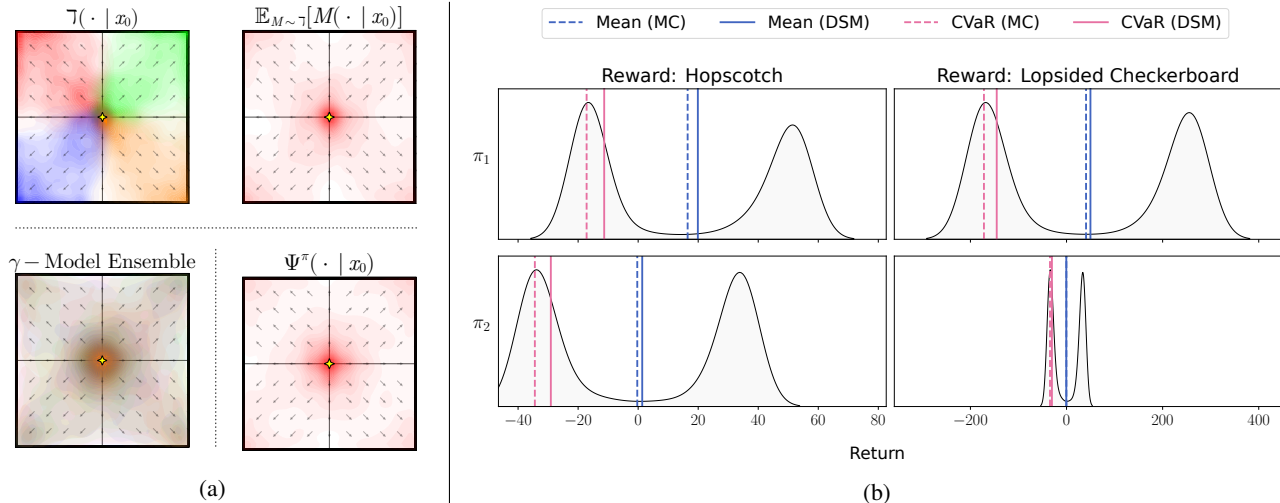 ℸ( · | x₀)
𝔼_{M∼ℸ}[M( · | x₀)]
γ − Model Ensemble
Ψ^π( · | x₀)
(a)
Mean (MC) Mean (DSM) CVaR (MC) CVaR (DSM)
Reward: Hopscotch
Reward: Lopsided Checkerboard
π₁
π₂
−40 −20 0 20 40 60 80
−200 0 200 400
Return
(b)